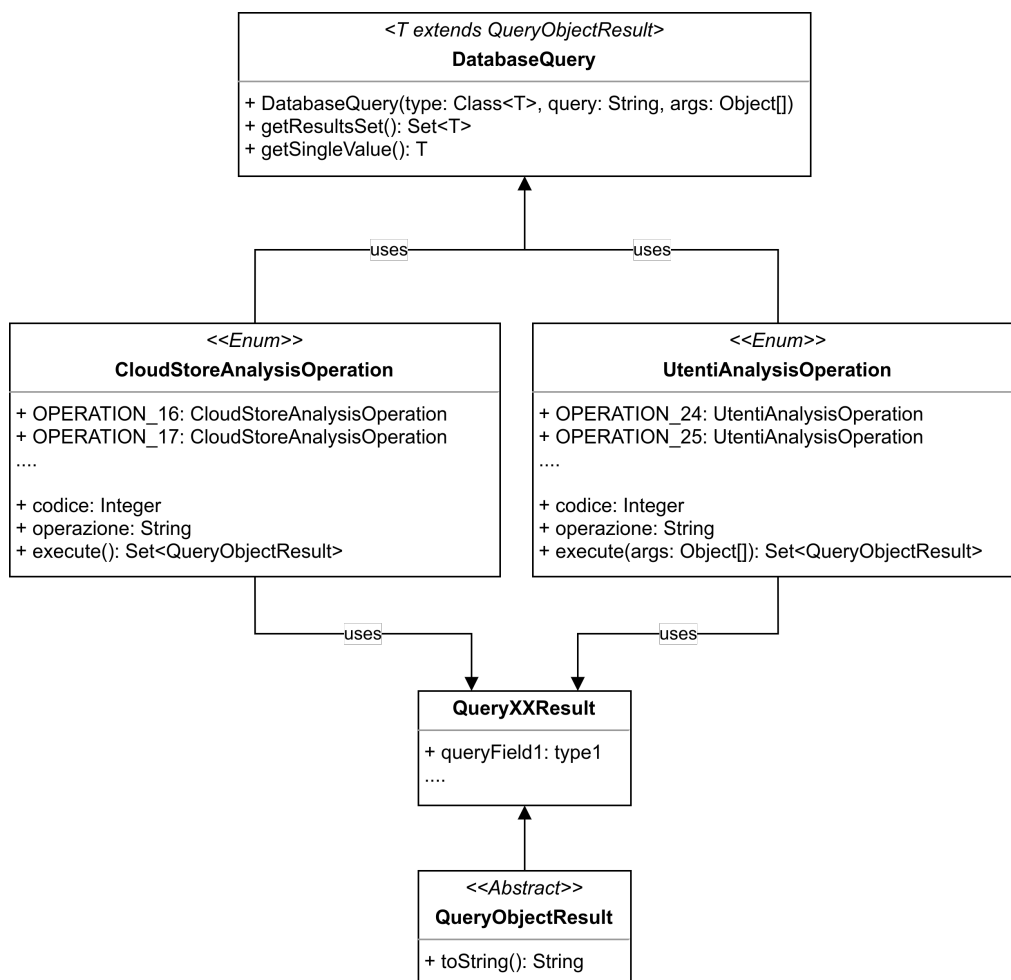 <T extends QueryObjectResult>
DatabaseQuery
+ DatabaseQuery(type: Class<T>, query: String, args: Object[])
+ getResultsSet(): Set<T>
+ getSingleValue(): T
uses
uses
<<Enum>>
CloudStoreAnalysisOperation
+ OPERATION_16: CloudStoreAnalysisOperation
+ OPERATION_17: CloudStoreAnalysisOperation
....
+ codice: Integer
+ operazione: String
+ execute(): Set<QueryObjectResult>
<<Enum>>
UtentiAnalysisOperation
+ OPERATION_24: UtentiAnalysisOperation
+ OPERATION_25: UtentiAnalysisOperation
....
+ codice: Integer
+ operazione: String
+ execute(args: Object[]): Set<QueryObjectResult>
uses
uses
QueryXXResult
+ queryField1: type1
....
<<Abstract>>
QueryObjectResult
+ toString(): String